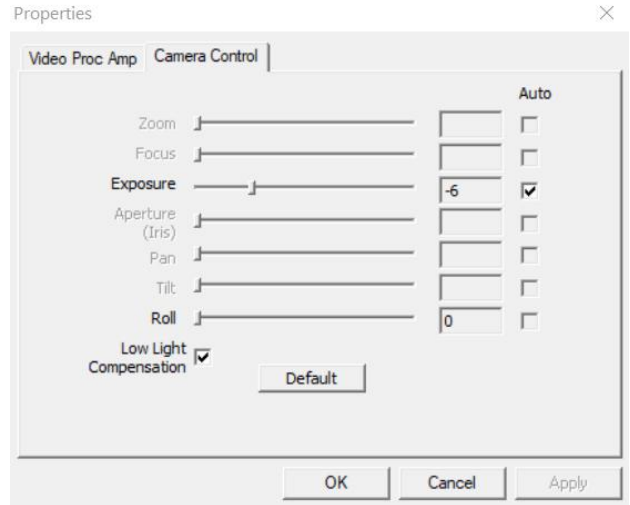 Properties
Video Proc Amp
Camera Control
Auto
Zoom
Focus
Exposure
-6
Aperture
(Iris)
Pan
Tilt
Roll
0
Low Light
Compensation
Default
OK
Cancel
Apply